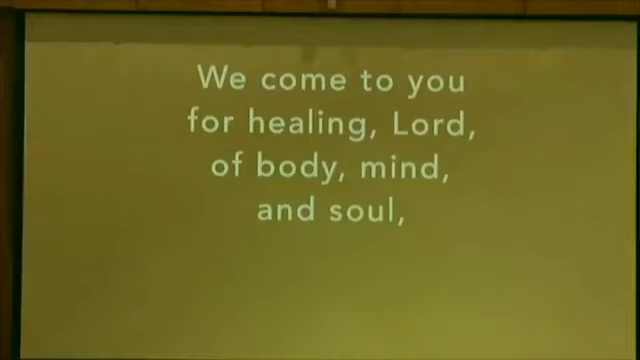 We come to you
for healing, Lord,
of body, mind,
and soul,